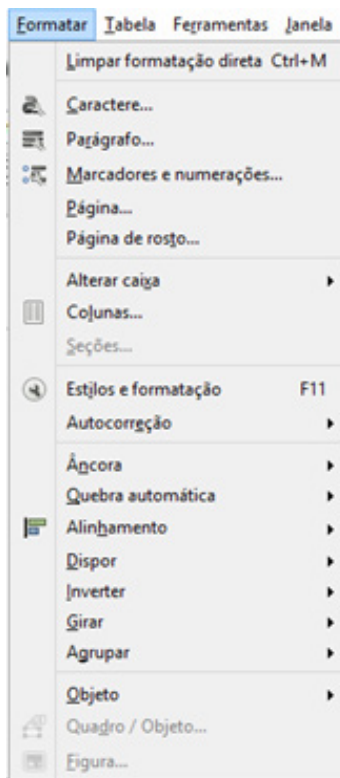 Formatar Tabela Ferramentas Janela
Limpar formatação direta Ctrl+M
Caractere...
Parágrafo...
Marcadores e numerações...
Página...
Página de rosto...
Alterar caixa
Colunas...
Seções...
Estilos e formatação F11
Autocorreção
Âncora
Quebra automática
Alinhamento
Dispor
Inverter
Girar
Agrupar
Objeto
Quadro / Objeto...
Figura...